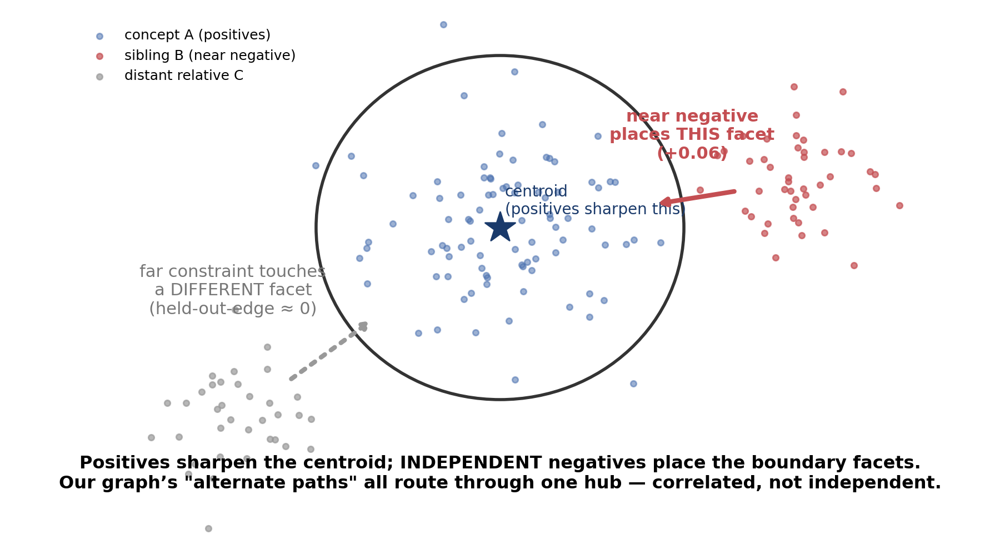 concept A (positives)
sibling B (near negative)
distant relative C
near negative
places THIS facet
(+0.06)
centroid
(positives sharpen this)
far constraint touches
a DIFFERENT facet
(held-out-edge ≈ 0)
Positives sharpen the centroid; INDEPENDENT negatives place the boundary facets.
Our graph’s "alternate paths" all route through one hub — correlated, not independent.